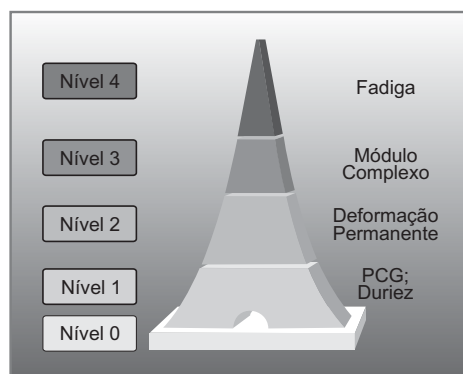 Nível 4
Fadiga
Nível 3
Módulo
Complexo
Nível 2
Deformação
Permanente
Nível 1
PCG;
Duriez
Nível 0